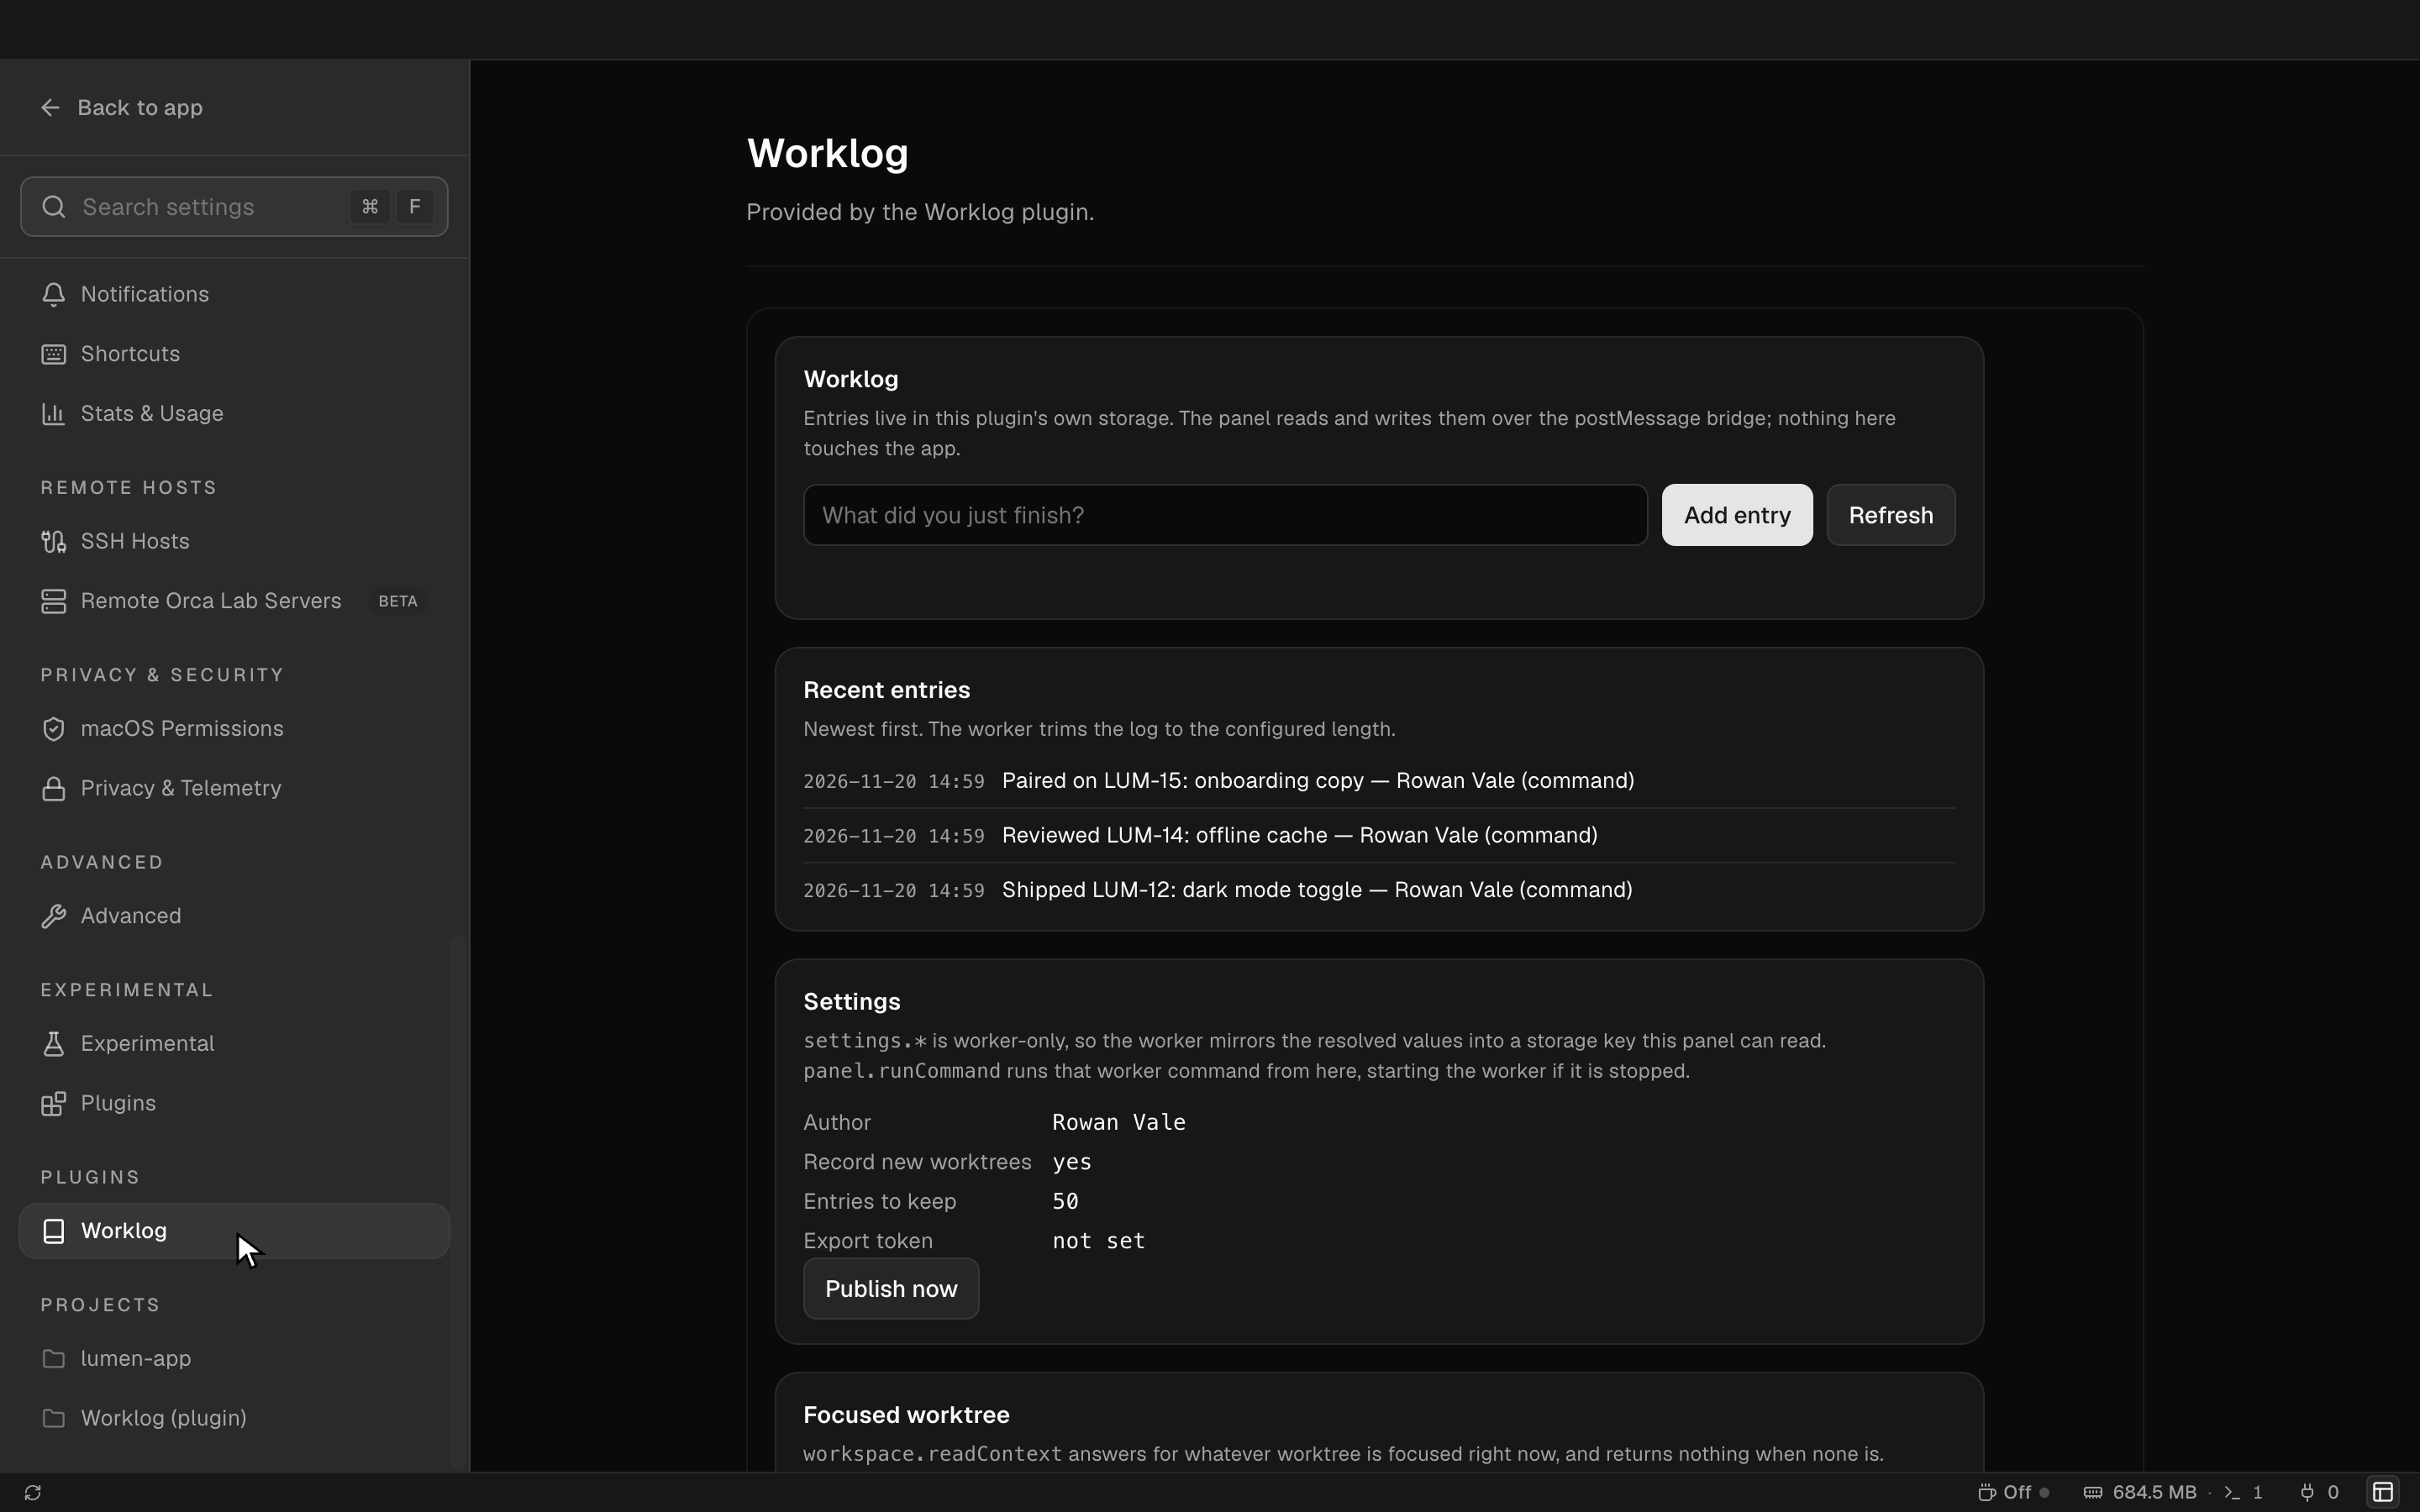 Back to app
Search settings ⌘ F
Notifications
Shortcuts
Stats & Usage
REMOTE HOSTS
SSH Hosts
Remote Orca Lab Servers BETA
PRIVACY & SECURITY
macOS Permissions
Privacy & Telemetry
ADVANCED
Advanced
EXPERIMENTAL
Experimental
Plugins
PLUGINS
Worklog
PROJECTS
lumen-app
Worklog (plugin)
Worklog
Provided by the Worklog plugin.
Worklog
Entries live in this plugin's own storage. The panel reads and writes them over the postMessage bridge; nothing here
touches the app.
What did you just finish? Add entry Refresh
Recent entries
Newest first. The worker trims the log to the configured length.
2026-11-20 14:59 Paired on LUM-15: onboarding copy — Rowan Vale (command)
2026-11-20 14:59 Reviewed LUM-14: offline cache — Rowan Vale (command)
2026-11-20 14:59 Shipped LUM-12: dark mode toggle — Rowan Vale (command)
Settings
settings.* is worker-only, so the worker mirrors the resolved values into a storage key this panel can read.
panel.runCommand runs that worker command from here, starting the worker if it is stopped.
Author Rowan Vale
Record new worktrees yes
Entries to keep 50
Export token not set
Publish now
Focused worktree
workspace.readContext answers for whatever worktree is focused right now, and returns nothing when none is.
Off 684.5 MB · 1 0